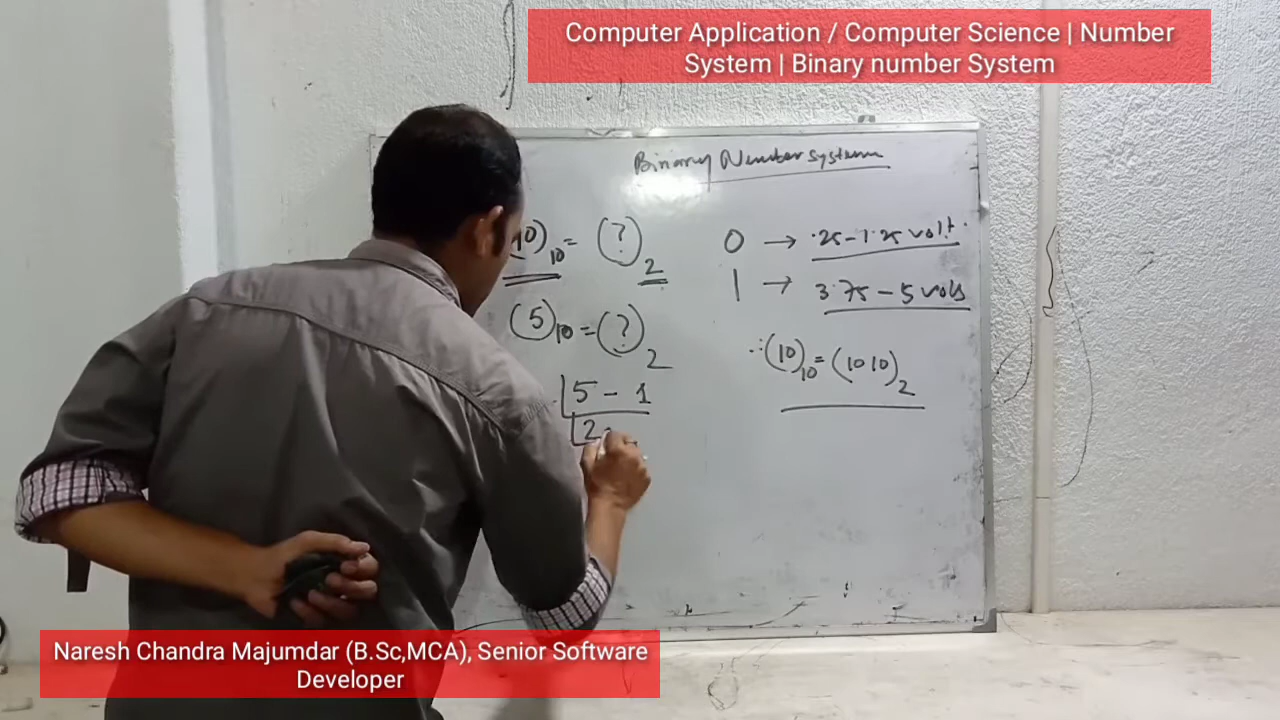 Computer Application / Computer Science | Number
System | Binary number System
Binary Number system
10)₁₀ = (?)₂
(5)₁₀ = (?)₂
5 - 1
2
0 → .25-1.25 volt.
1 → 3.75 - 5 vols
∴(10)₁₀ = (1010)₂
Naresh Chandra Majumdar (B.Sc,MCA), Senior Software
Developer